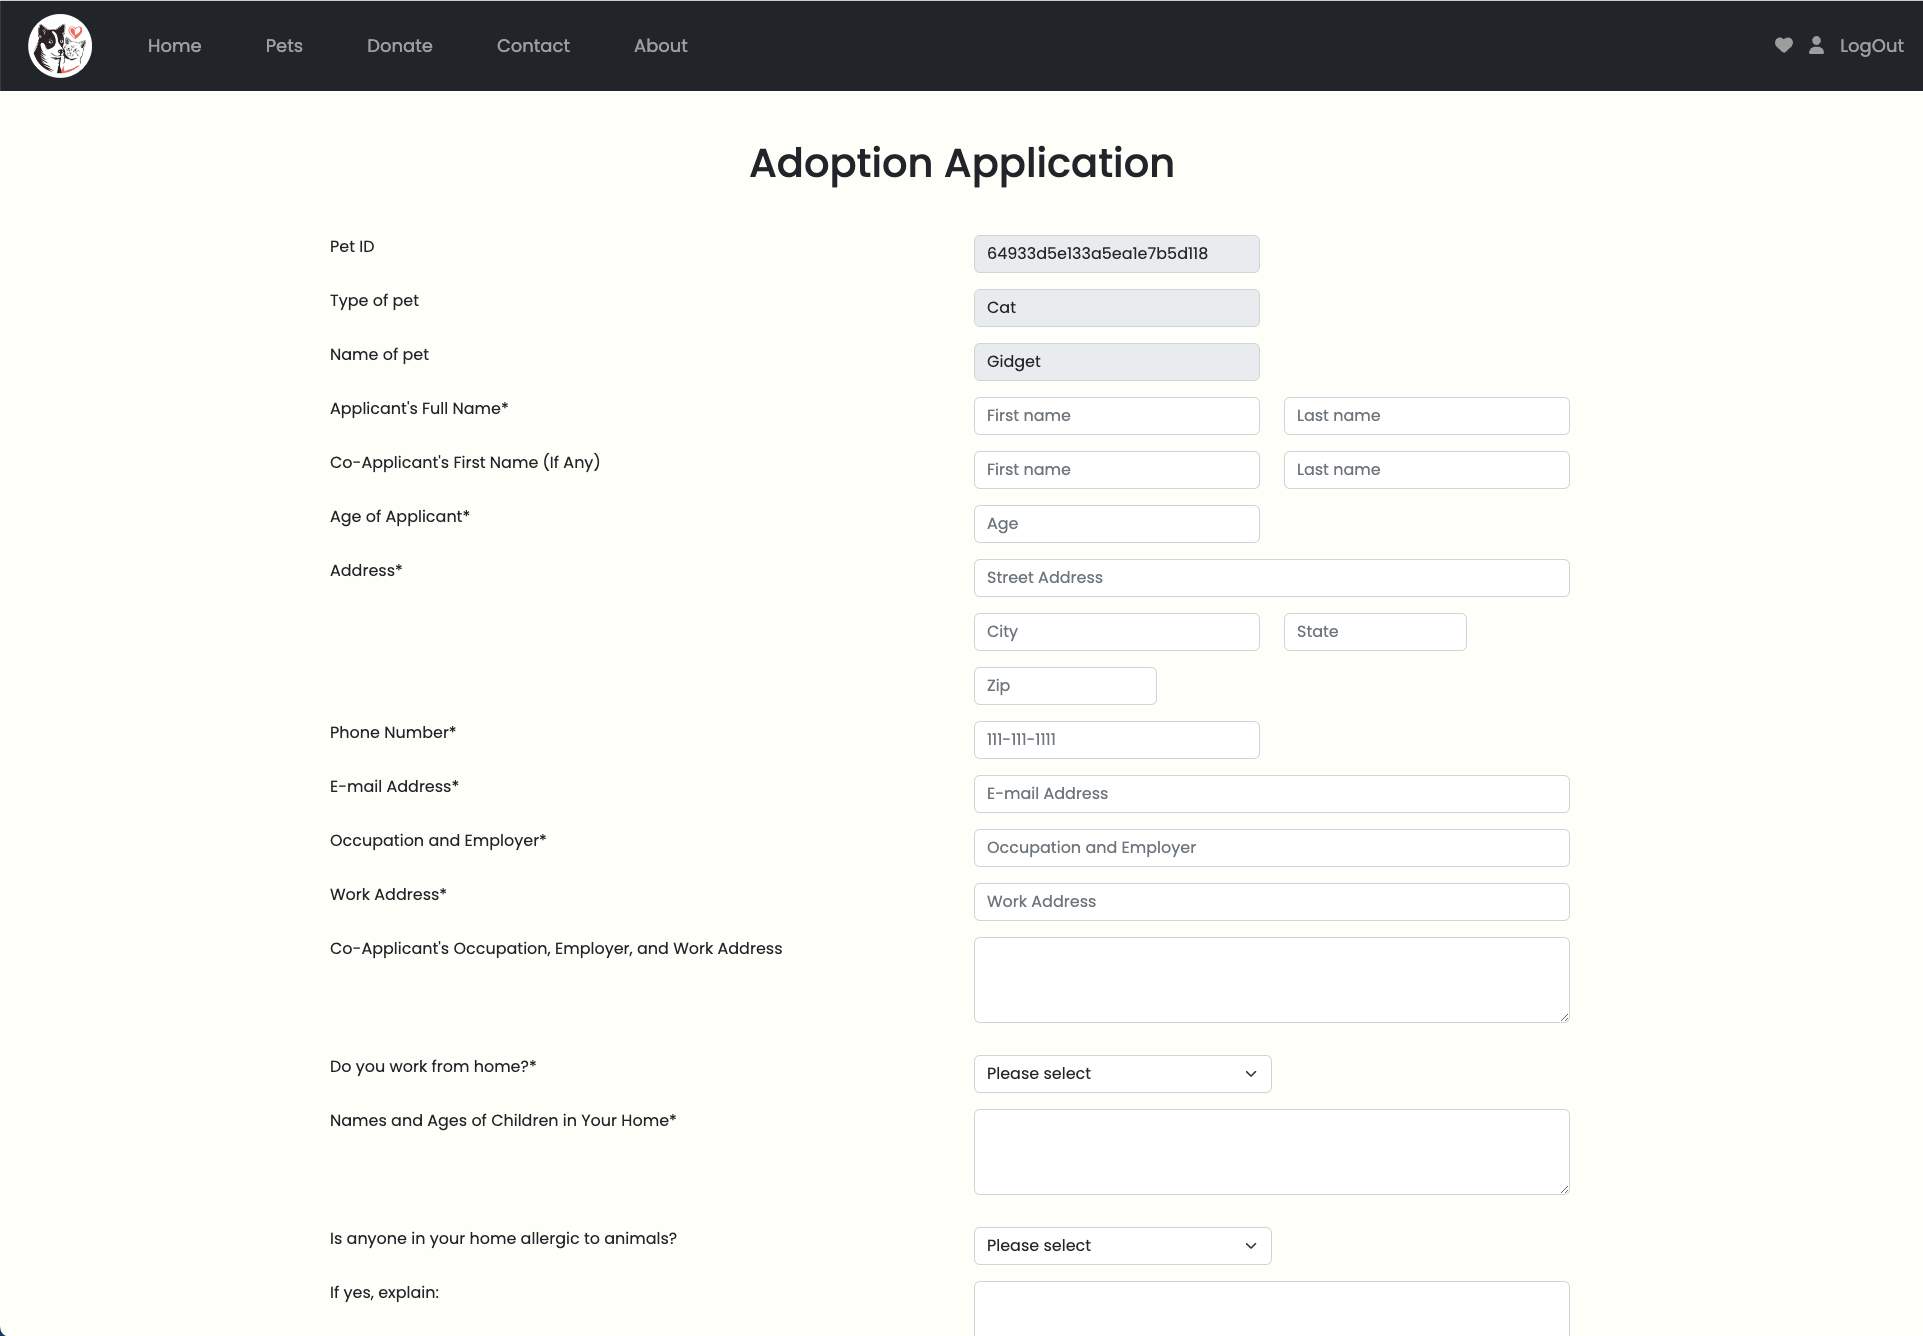 Home Pets Donate Contact About LogOut
Adoption Application
Pet ID 64933d5e133a5ea1e7b5d118
Type of pet Cat
Name of pet Gidget
Applicant's Full Name* First name Last name
Co-Applicant's First Name (If Any) First name Last name
Age of Applicant* Age
Address* Street Address
City State
Zip
Phone Number* 111-111-1111
E-mail Address* E-mail Address
Occupation and Employer* Occupation and Employer
Work Address* Work Address
Co-Applicant's Occupation, Employer, and Work Address
Do you work from home?* Please select
Names and Ages of Children in Your Home*
Is anyone in your home allergic to animals? Please select
If yes, explain: